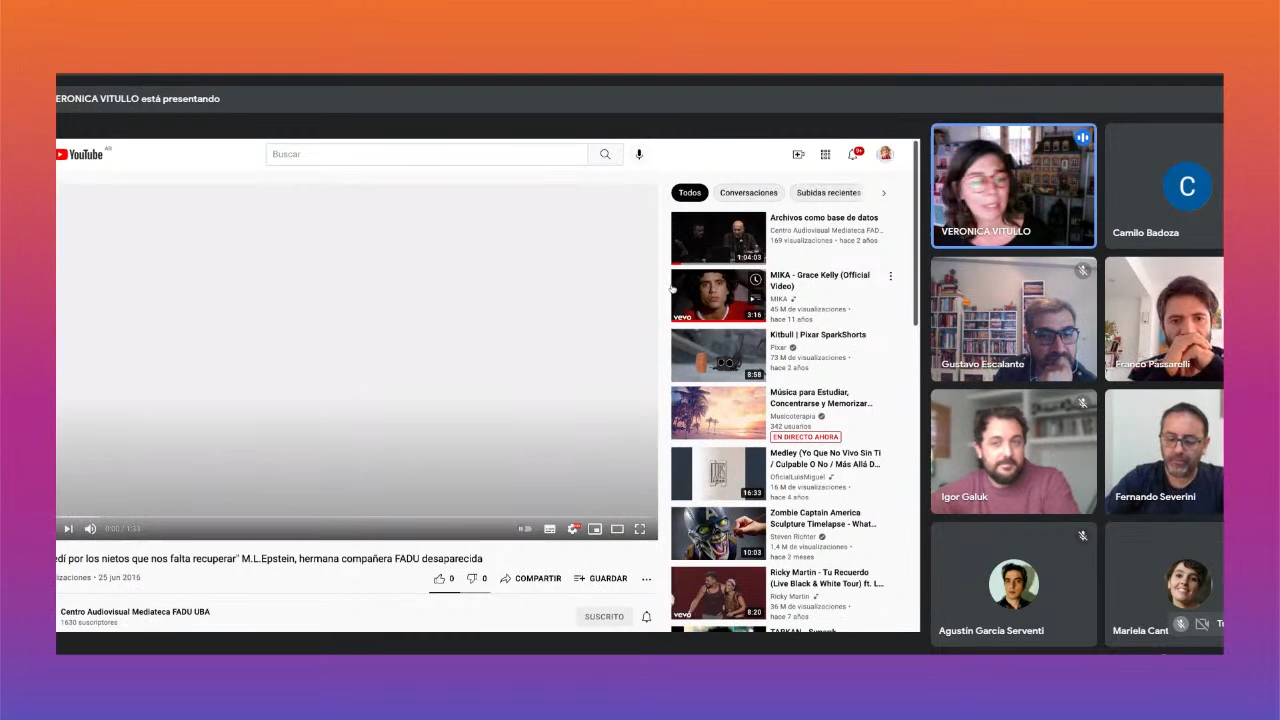 ERONICA VITULLO está presentando
YouTube AR
Buscar
9+
Todos
Conversaciones
Subidas recientes
Archivos como base de datos
Centro Audiovisual Mediateca FADU...
169 visualizaciones • hace 2 años
1:04:03
MIKA - Grace Kelly (Official
Video)
MIKA
45 M de visualizaciones •
hace 11 años
vevo
3:16
Kitbull | Pixar SparkShorts
Pixar
73 M de visualizaciones •
hace 2 años
8:58
Música para Estudiar,
Concentrarse y Memorizar...
Musicoterapia
342 usuarios
EN DIRECTO AHORA
Medley (Yo Que No Vivo Sin Ti
/ Culpable O No / Más Allá D...
OficialLuisMiguel
16 M de visualizaciones •
hace 4 años
16:33
Zombie Captain America
Sculpture Timelapse - What...
Steven Richter
1,4 M de visualizaciones •
hace 2 meses
10:03
Ricky Martin - Tu Recuerdo
(Live Black & White Tour) ft. L...
Ricky Martin
36 M de visualizaciones •
hace 7 años
vevo
8:20
0:00 / 1:33
edí por los nietos que nos falta recuperar" M.L.Epstein, hermana compañera FADU desaparecida
izaciones • 25 jun 2016
0
0
COMPARTIR
GUARDAR
Centro Audiovisual Mediateca FADU UBA
1630 suscriptores
SUSCRITO
VERONICA VITULLO
C
Camilo Badoza
Gustavo Escalante
Franco Passarelli
Igor Galuk
Fernando Severini
Agustín García Serventi
Mariela Cant
T